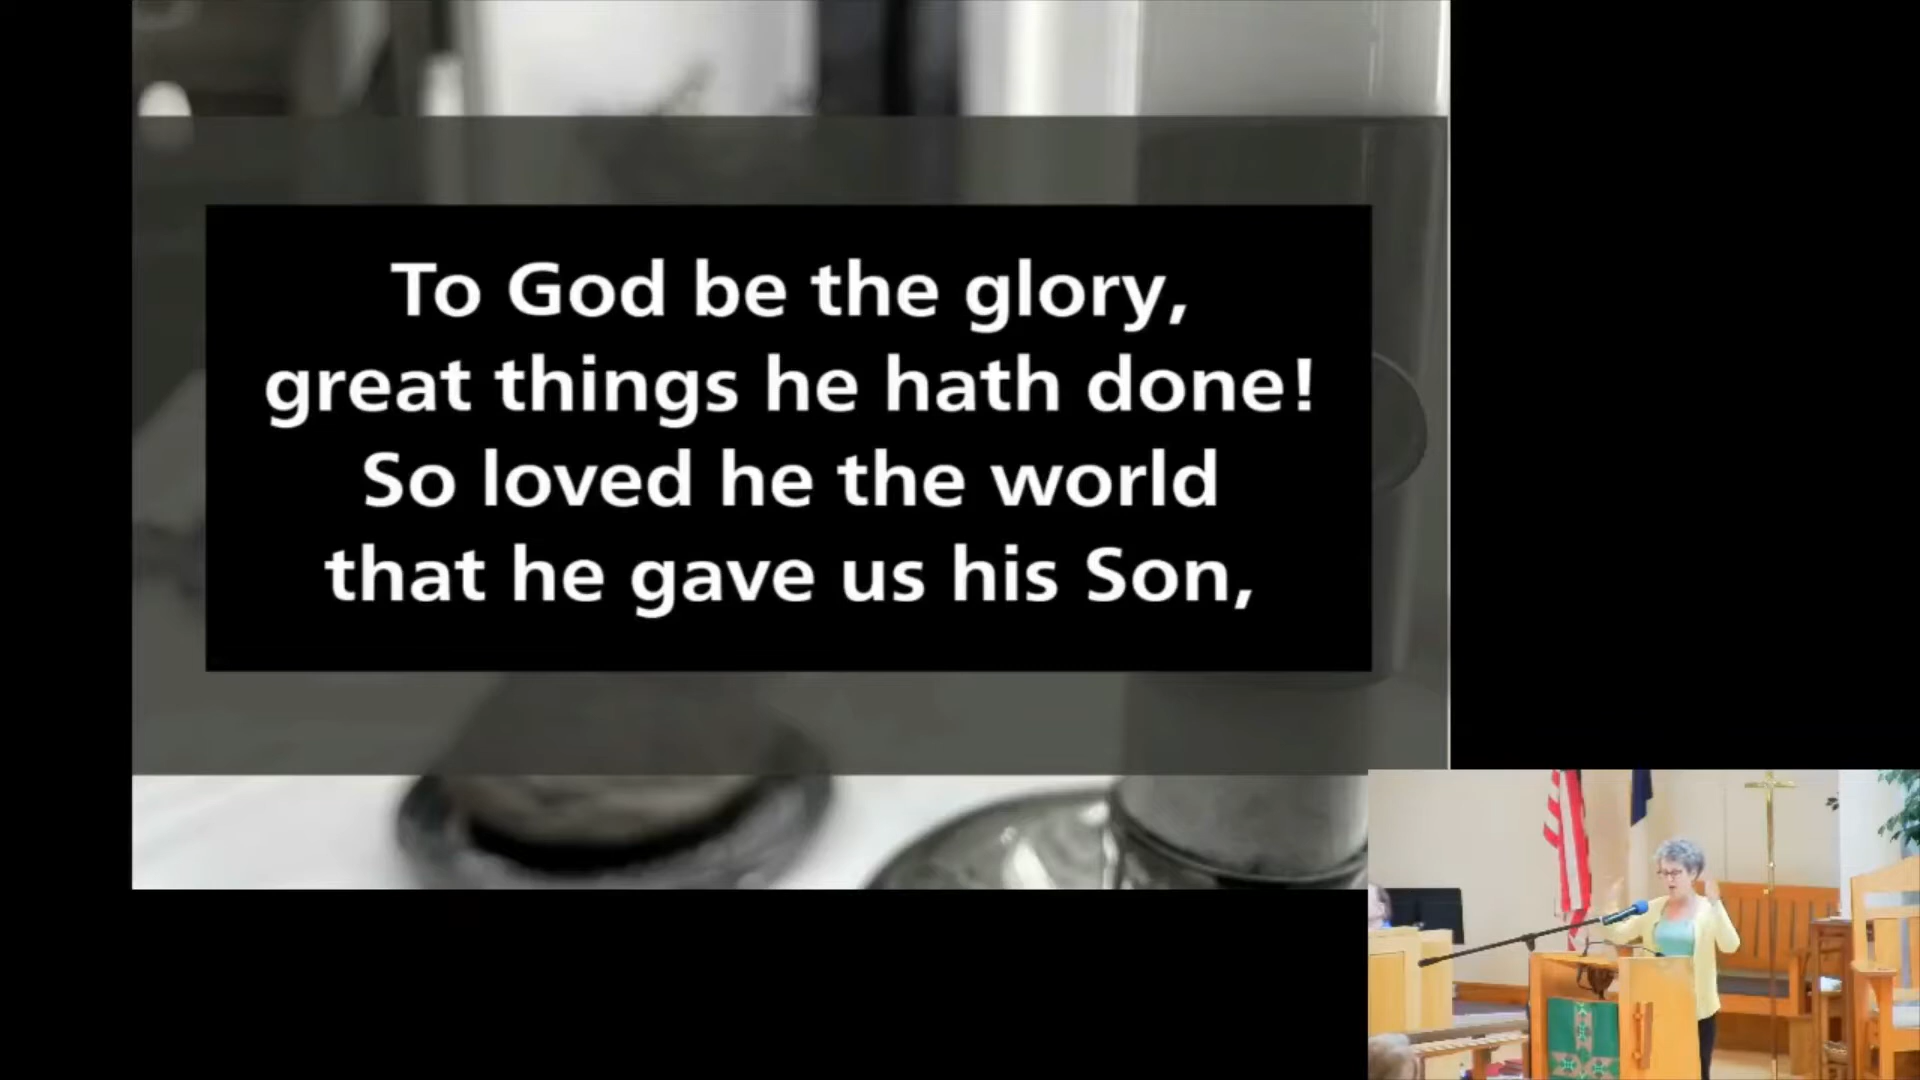 To God be the glory,
great things he hath done!
So loved he the world
that he gave us his Son,